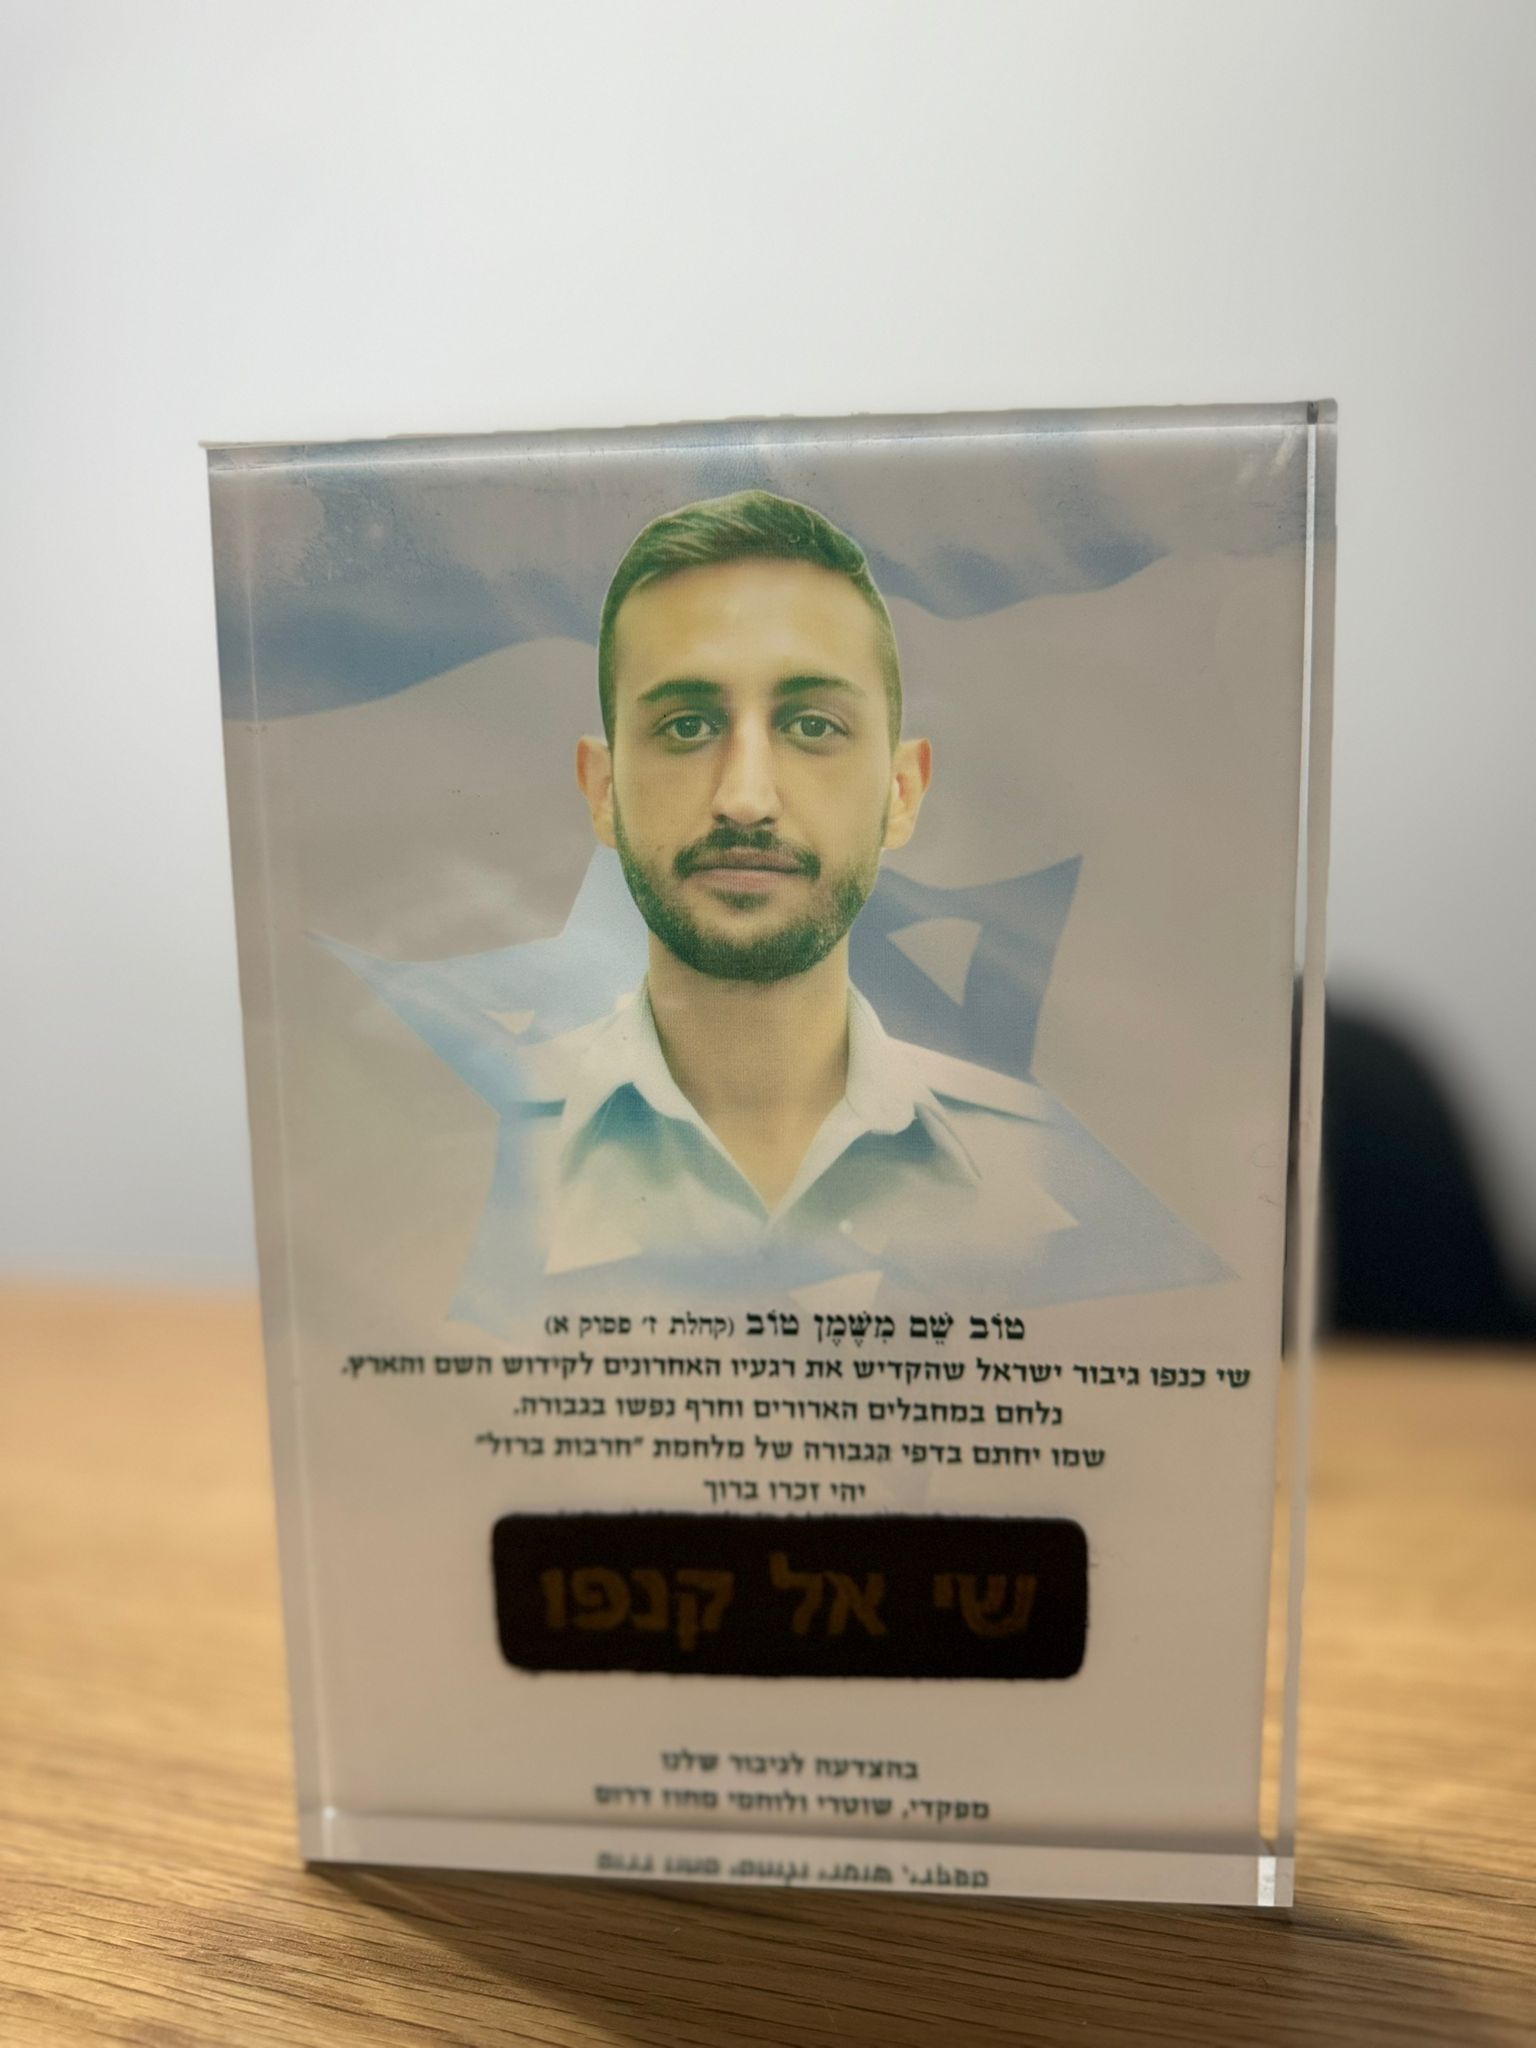 טוֹב שֵׁם מִשֶּׁמֶן טוֹב (קהלת ז׳ פסוק א)
שי כנפו גיבור ישראל שהקדיש את רגעיו האחרונים לקידוש השם והארץ.
נלחם במחבלים הארורים וחרף נפשו בגבורה.
שמו יחתם בדפי הגבורה של מלחמת "חרבות ברזל"
יהי זכרו ברוך
שי אל קנפו
בהצדעה לגיבור שלנו
מפקדי, שוטרי ולוחמי מחוז דרום